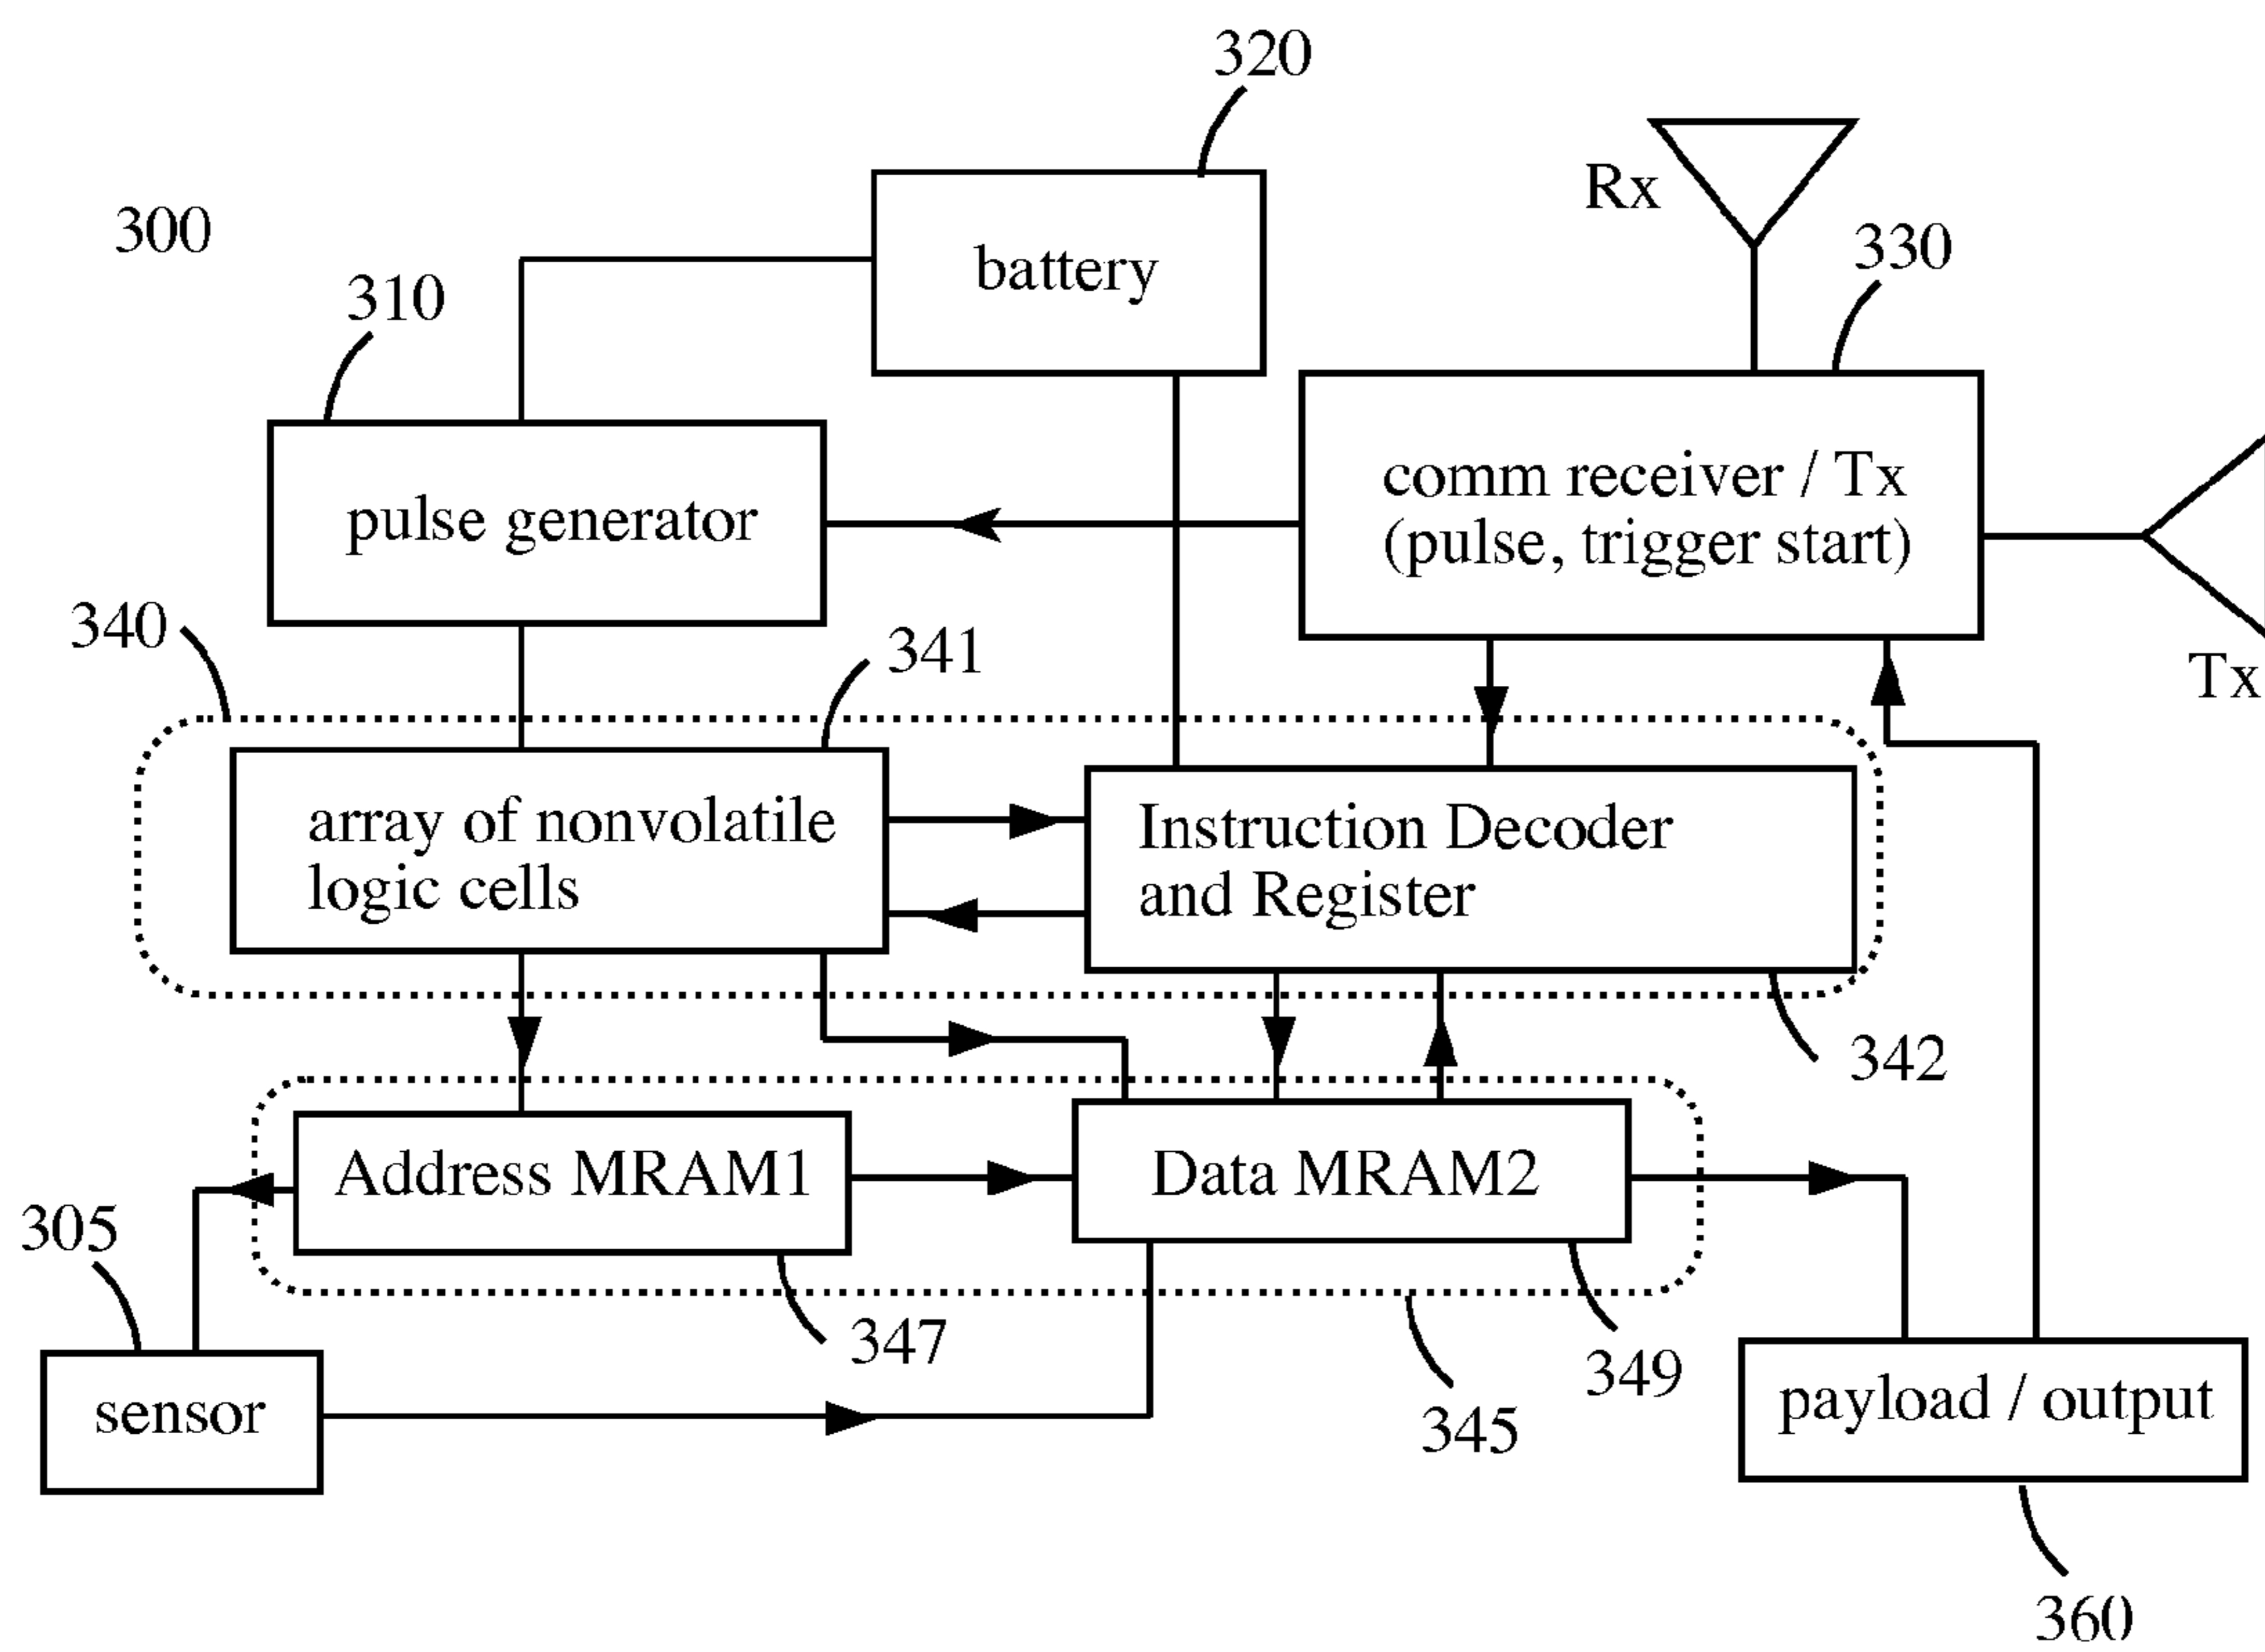 320
Rx
300
330
310
battery
comm receiver / Tx
(pulse, trigger start)
pulse generator
340
341
Tx
array of nonvolatile
logic cells
Instruction Decoder
and Register
342
Address MRAM1
Data MRAM2
305
347
349
345
sensor
payload / output
360